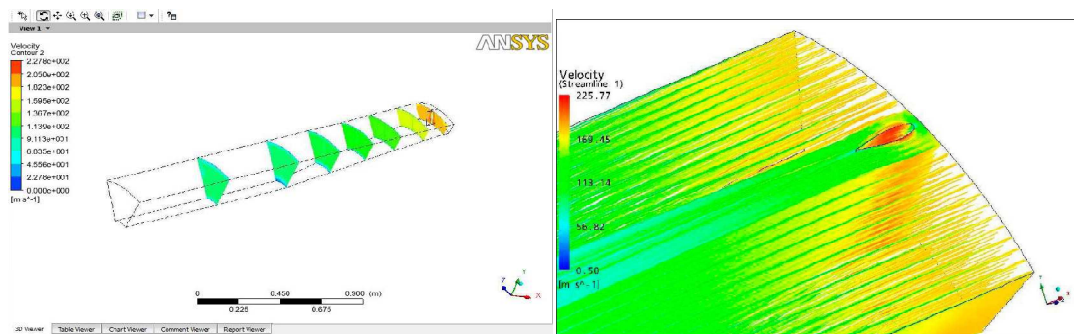 View 1
ANSYS
Velocity
Contour 2
2.278e+002
2.050e+002
1.823e+002
1.595e+002
1.367e+002
1.139e+002
9.113e+001
6.835e+001
4.556e+001
2.278e+001
0.000e+000
[m s^-1]
0 0.450 0.900 (m)
0.225 0.675
Y
Z
X
3D Viewer Table Viewer Chart Viewer Comment Viewer Report Viewer
Velocity
(Streamline 1)
225.77
169.45
113.14
56.82
0.50
[m s^-1]
Y